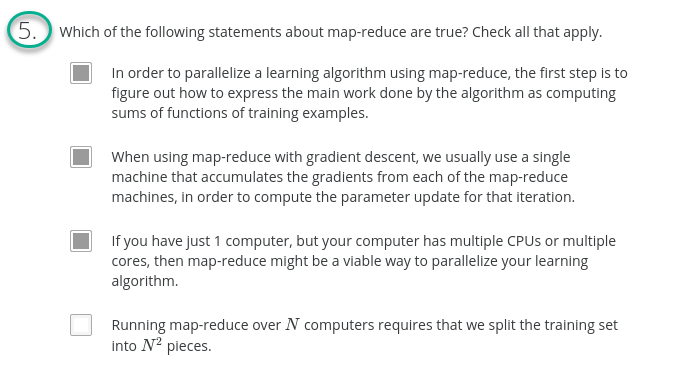 5. Which of the following statements about map-reduce are true? Check all that apply.
In order to parallelize a learning algorithm using map-reduce, the first step is to
figure out how to express the main work done by the algorithm as computing
sums of functions of training examples.
When using map-reduce with gradient descent, we usually use a single
machine that accumulates the gradients from each of the map-reduce
machines, in order to compute the parameter update for that iteration.
If you have just 1 computer, but your computer has multiple CPUs or multiple
cores, then map-reduce might be a viable way to parallelize your learning
algorithm.
Running map-reduce over N computers requires that we split the training set
into N² pieces.